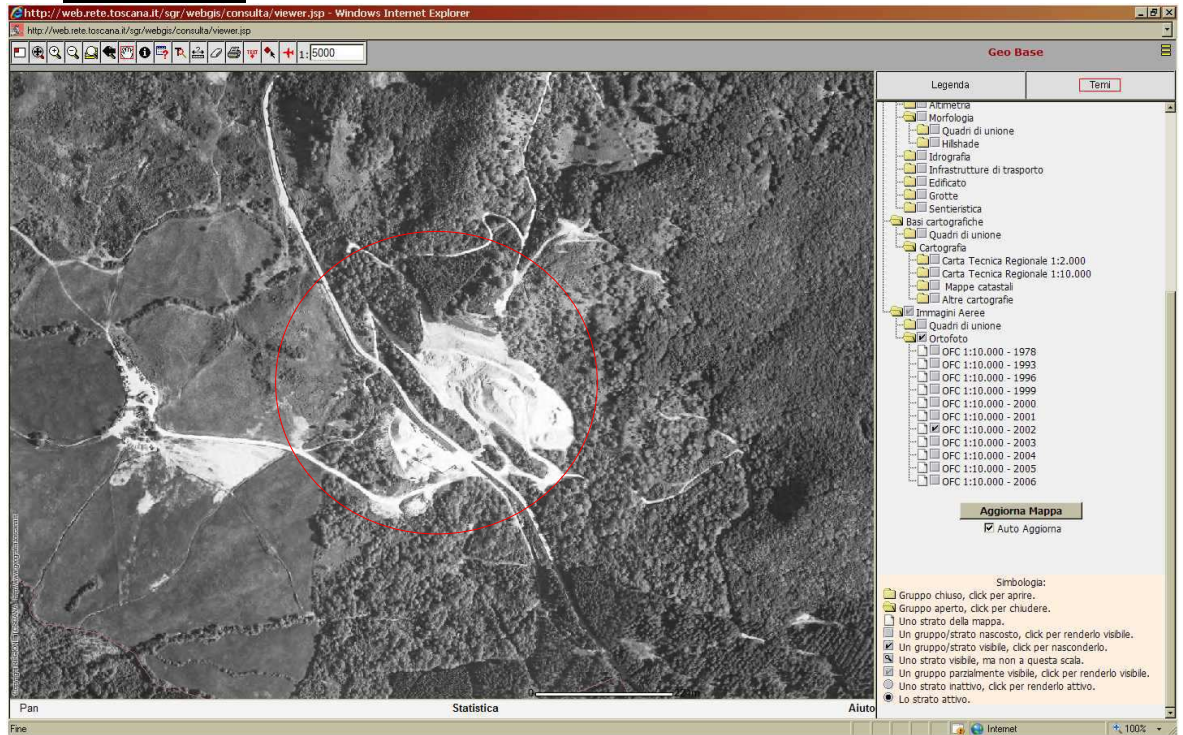 http://web.rete.toscana.it/sgr/webgis/consulta/viewer.jsp - Windows Internet Explorer
http://web.rete.toscana.it/sgr/webgis/consulta/viewer.jsp
1: 5000
Geo Base
Legenda
Temi
Altimetria
Morfologia
Quadri di unione
Hillshade
Idrografia
Infrastrutture di trasporto
Edificato
Grotte
Sentieristica
Basi cartografiche
Quadri di unione
Cartografia
Carta Tecnica Regionale 1:2.000
Carta Tecnica Regionale 1:10.000
Mappe catastali
Altre cartografie
Immagini Aeree
Quadri di unione
Ortofoto
OFC 1:10.000 - 1978
OFC 1:10.000 - 1993
OFC 1:10.000 - 1996
OFC 1:10.000 - 1999
OFC 1:10.000 - 2000
OFC 1:10.000 - 2001
OFC 1:10.000 - 2002
OFC 1:10.000 - 2003
OFC 1:10.000 - 2004
OFC 1:10.000 - 2005
OFC 1:10.000 - 2006
Aggiorna Mappa
Auto Aggiorna
Simbologia:
Gruppo chiuso, click per aprire.
Gruppo aperto, click per chiudere.
Uno strato della mappa.
Un gruppo/strato nascosto, click per renderlo visibile.
Un gruppo/strato visibile, click per nasconderlo.
Uno strato visibile, ma non a questa scala.
Un gruppo parzialmente visibile, click per renderlo visibile.
Uno strato inattivo, click per renderlo attivo.
Lo strato attivo.
Pan
Statistica
Aiuto
Fine
Internet
100%